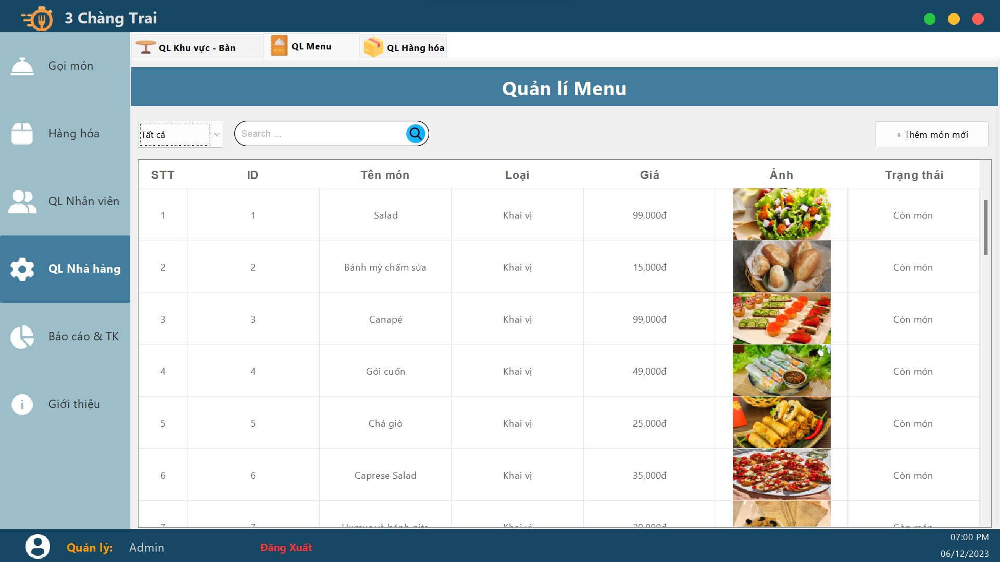 3 Chàng Trai
Gọi món
Hàng hóa
QL Nhân viên
QL Nhà hàng
Báo cáo & TK
Giới thiệu
QL Khu vực - Bàn
QL Menu
QL Hàng hóa
Quản lí Menu
Tất cả
Search ...
+ Thêm món mới
STT ID Tên món Loại Giá Ảnh Trạng thái
1 1 Salad Khai vị 99,000đ Còn món
2 2 Bánh mỳ chấm sửa Khai vị 15,000đ Còn món
3 3 Canapé Khai vị 99,000đ Còn món
4 4 Gỏi cuốn Khai vị 49,000đ Còn món
5 5 Chả giò Khai vị 25,000đ Còn món
6 6 Caprese Salad Khai vị 35,000đ Còn món
7 7 Khai vị Còn món
Quản lý: Admin
Đăng Xuất
07:00 PM
06/12/2023